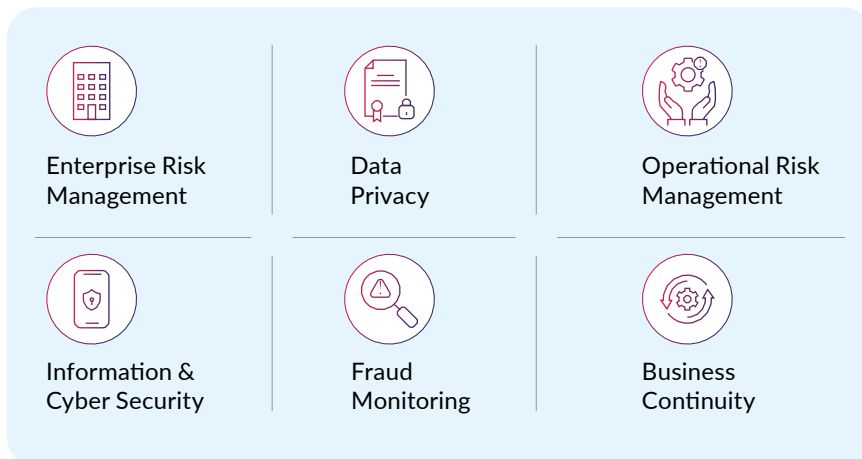 Enterprise Risk
Management
Data
Privacy
Operational Risk
Management
Information &
Cyber Security
Fraud
Monitoring
Business
Continuity